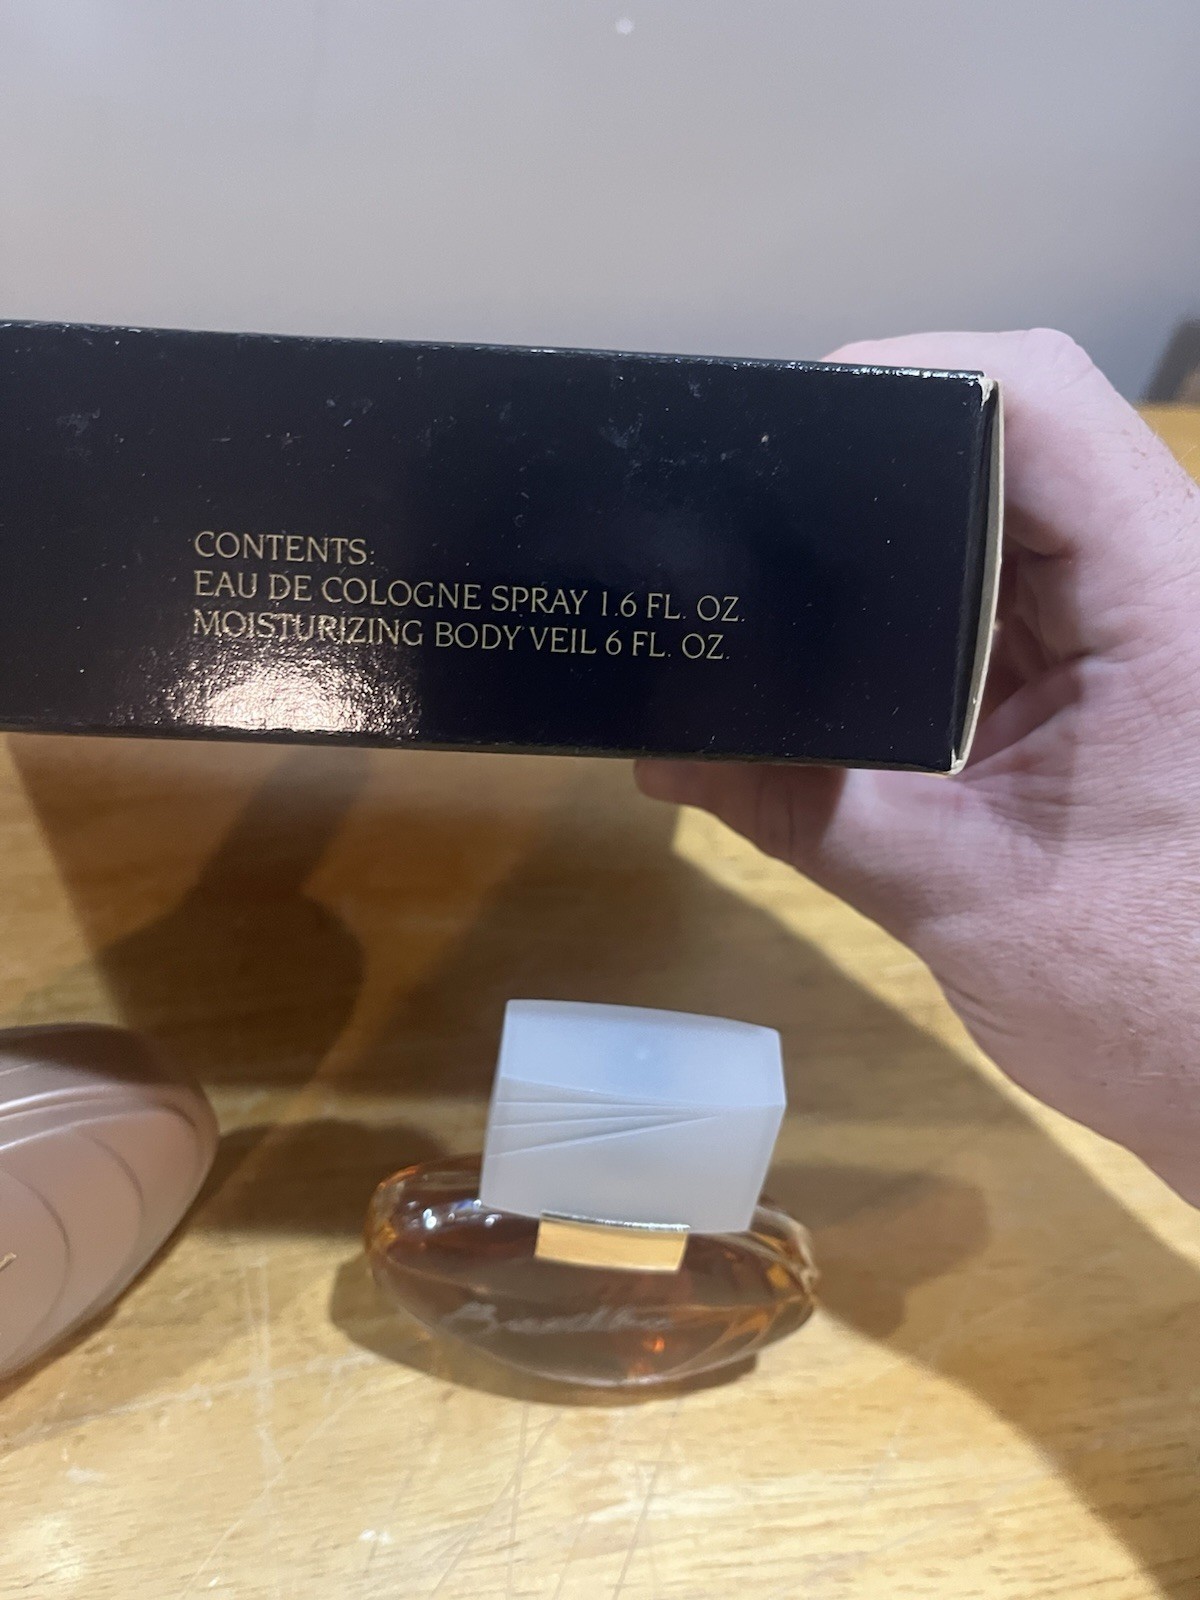 CONTENTS:
EAU DE COLOGNE SPRAY 1.6 FL. OZ.
MOISTURIZING BODY VEIL 6 FL. OZ.